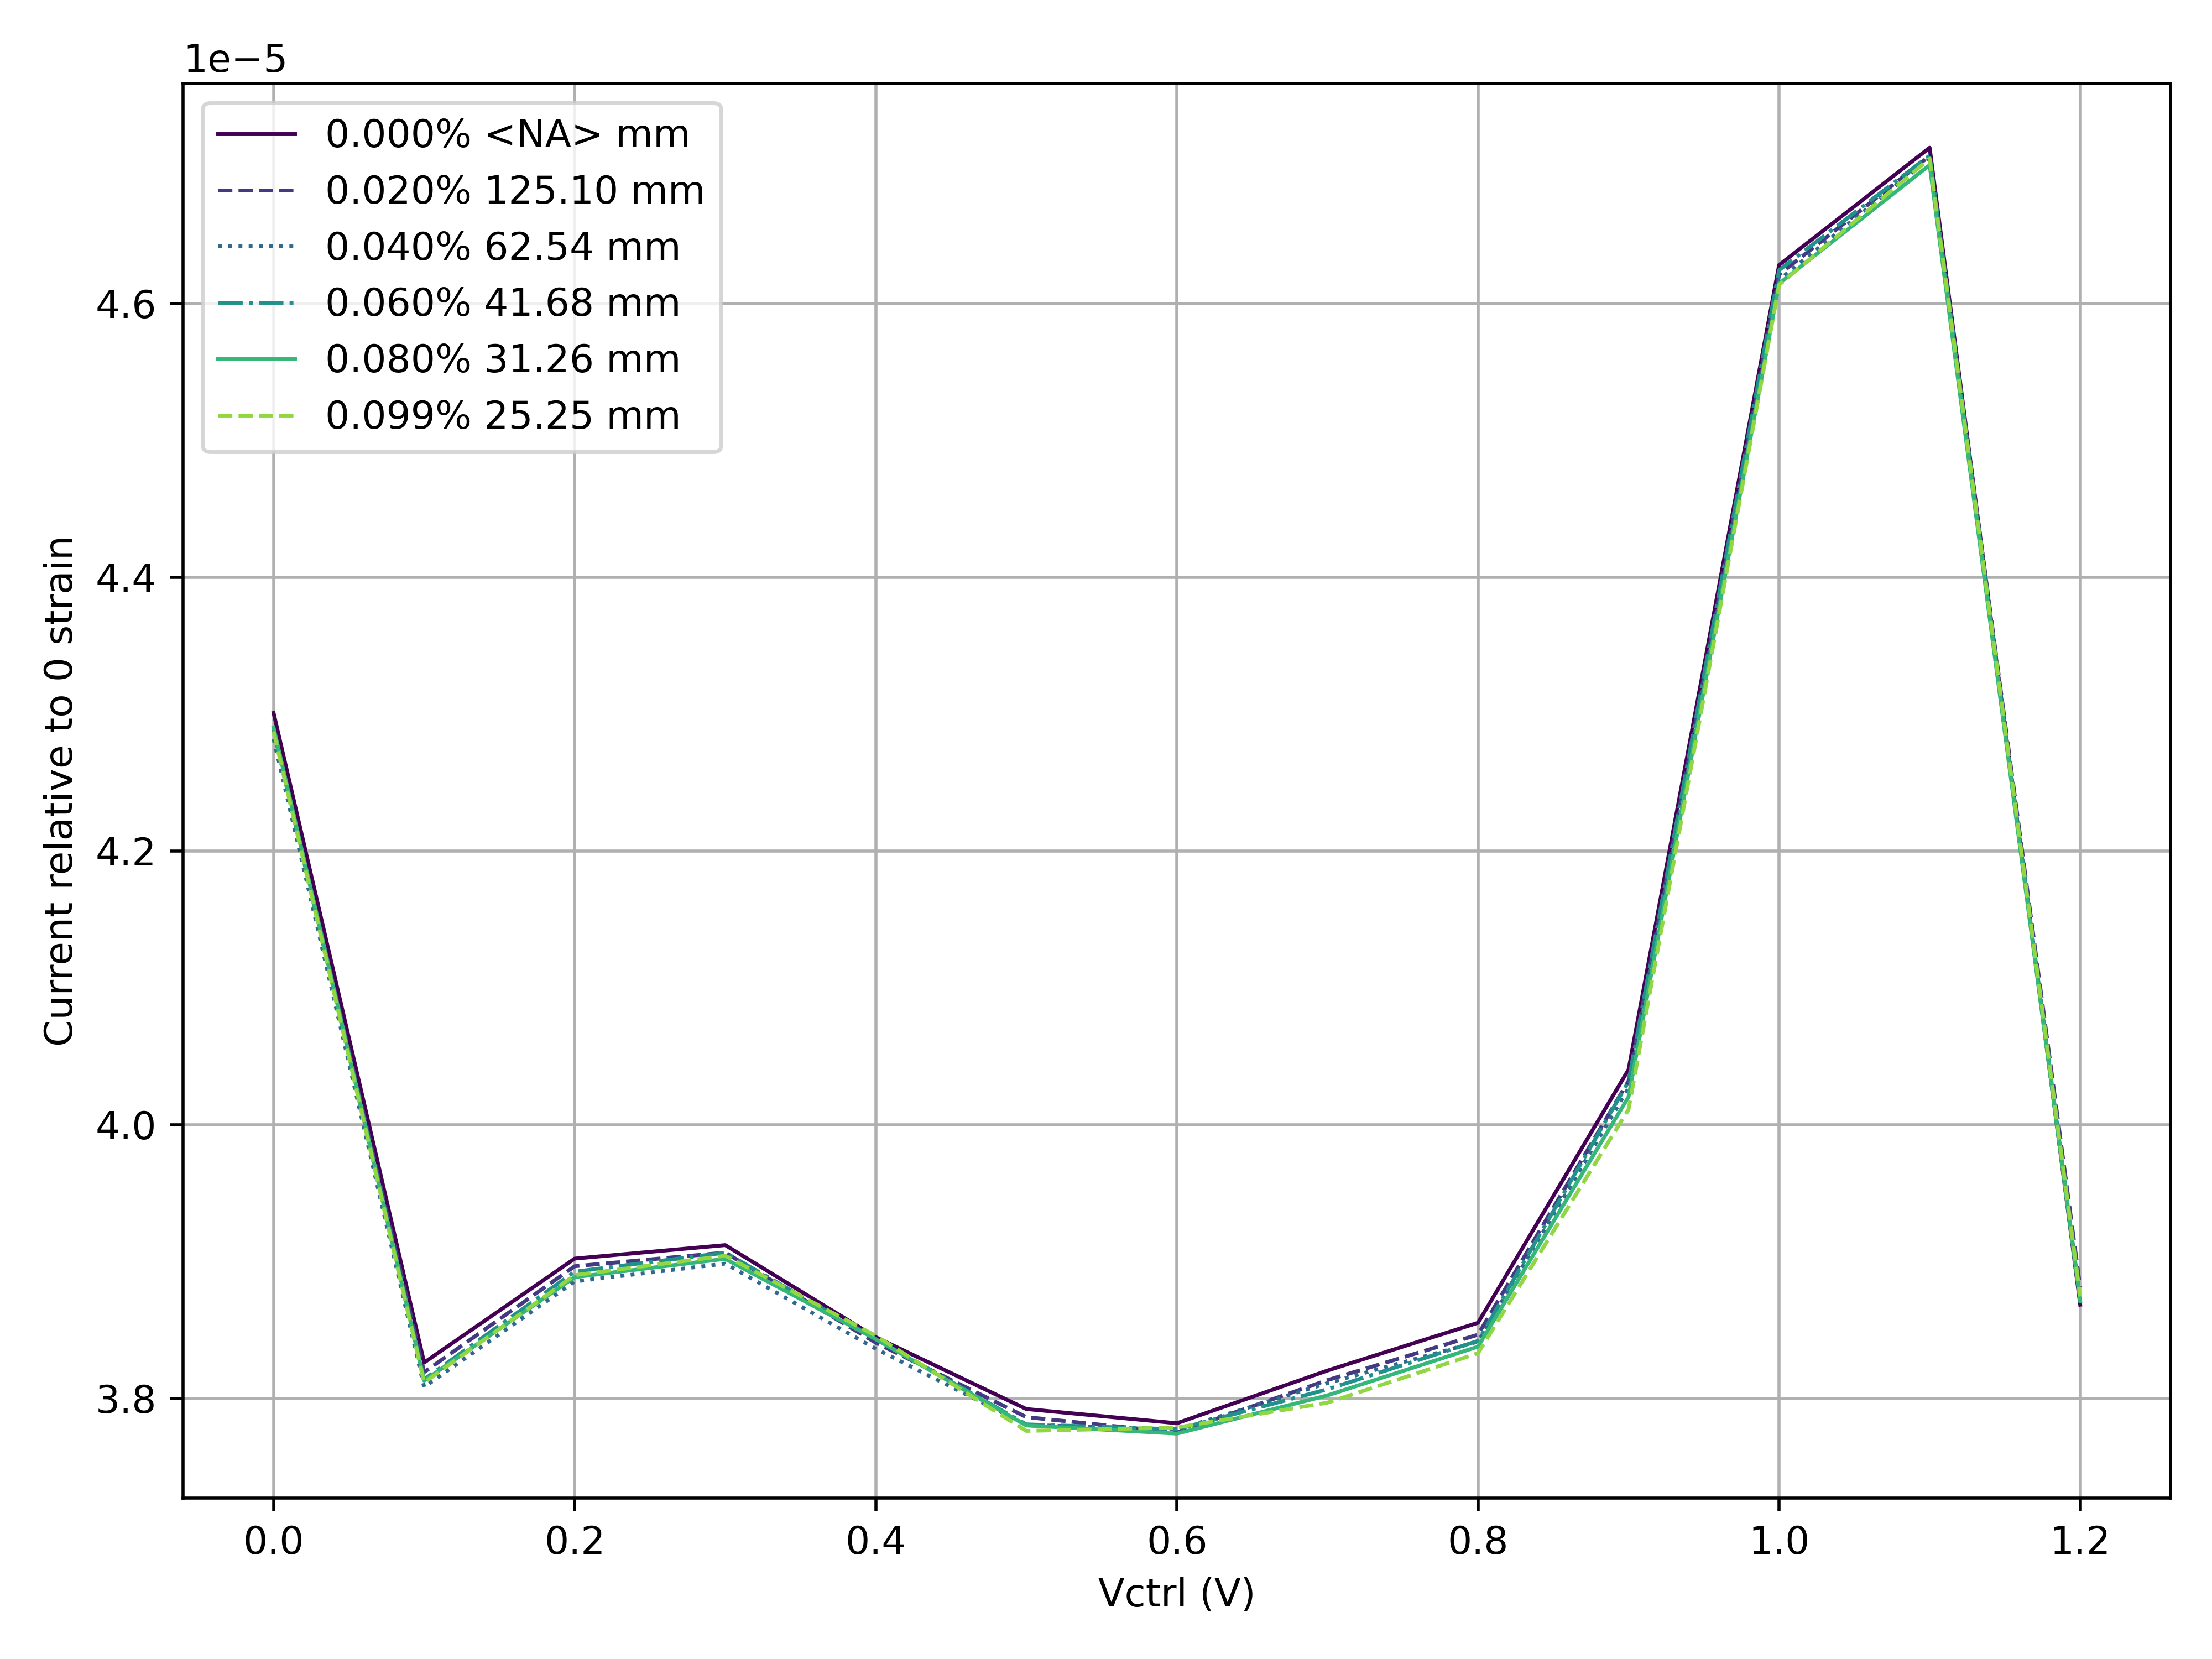 1e−5
0.000% <NA> mm
0.020% 125.10 mm
0.040% 62.54 mm
0.060% 41.68 mm
0.080% 31.26 mm
0.099% 25.25 mm
4.6
4.4
4.2
4.0
3.8
Current relative to 0 strain
0.0 0.2 0.4 0.6 0.8 1.0 1.2
Vctrl (V)